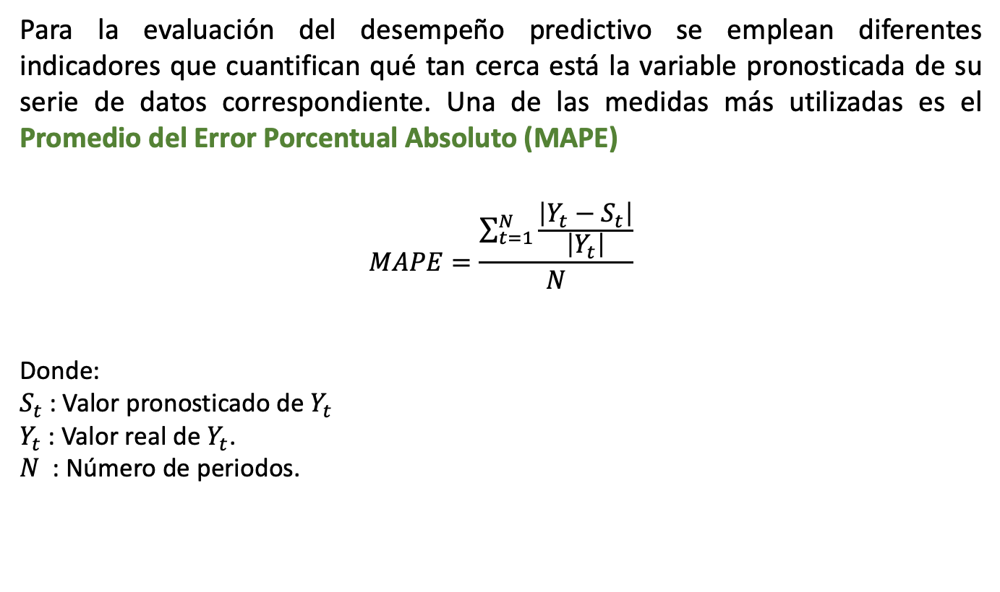 Para la evaluación del desempeño predictivo se emplean diferentes
indicadores que cuantifican qué tan cerca está la variable pronosticada de su
serie de datos correspondiente. Una de las medidas más utilizadas es el
Promedio del Error Porcentual Absoluto (MAPE)
MAPE = \frac{\sum_{t=1}^{N} \frac{|Y_t - S_t|}{|Y_t|}}{N}
Donde:
S_t : Valor pronosticado de Y_t
Y_t : Valor real de Y_t.
N : Número de periodos.